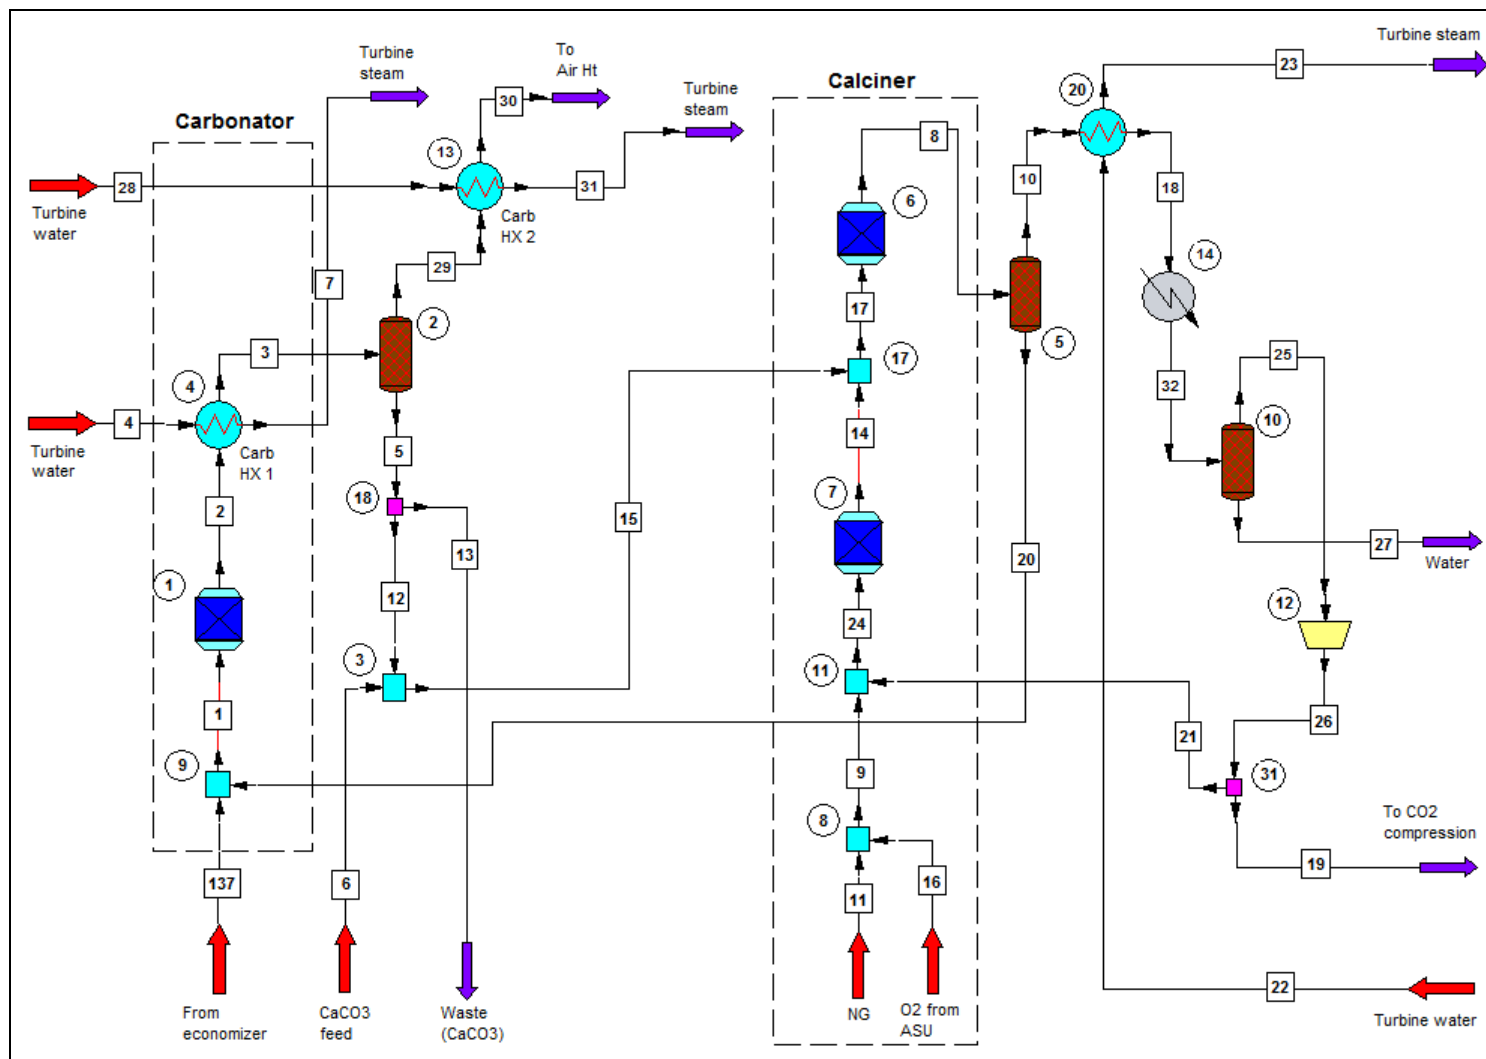 Turbine
steam
To
Air Ht
Turbine
steam
Turbine steam
23
20
30
Calciner
8
Carbonator
13
28
31
10
18
6
Turbine
water
Carb
HX 2
29
7
14
2
17
5
3
17
25
4
32
4
14
10
Turbine
water
Carb
HX 1
5
18
7
2
15
13
20
27
Water
1
12
12
24
3
11
1
26
21
9
9
31
8
To CO2
compression
19
137
6
11
16
22
From
economizer
CaCO3
feed
Waste
(CaCO3)
NG
O2 from
ASU
Turbine water